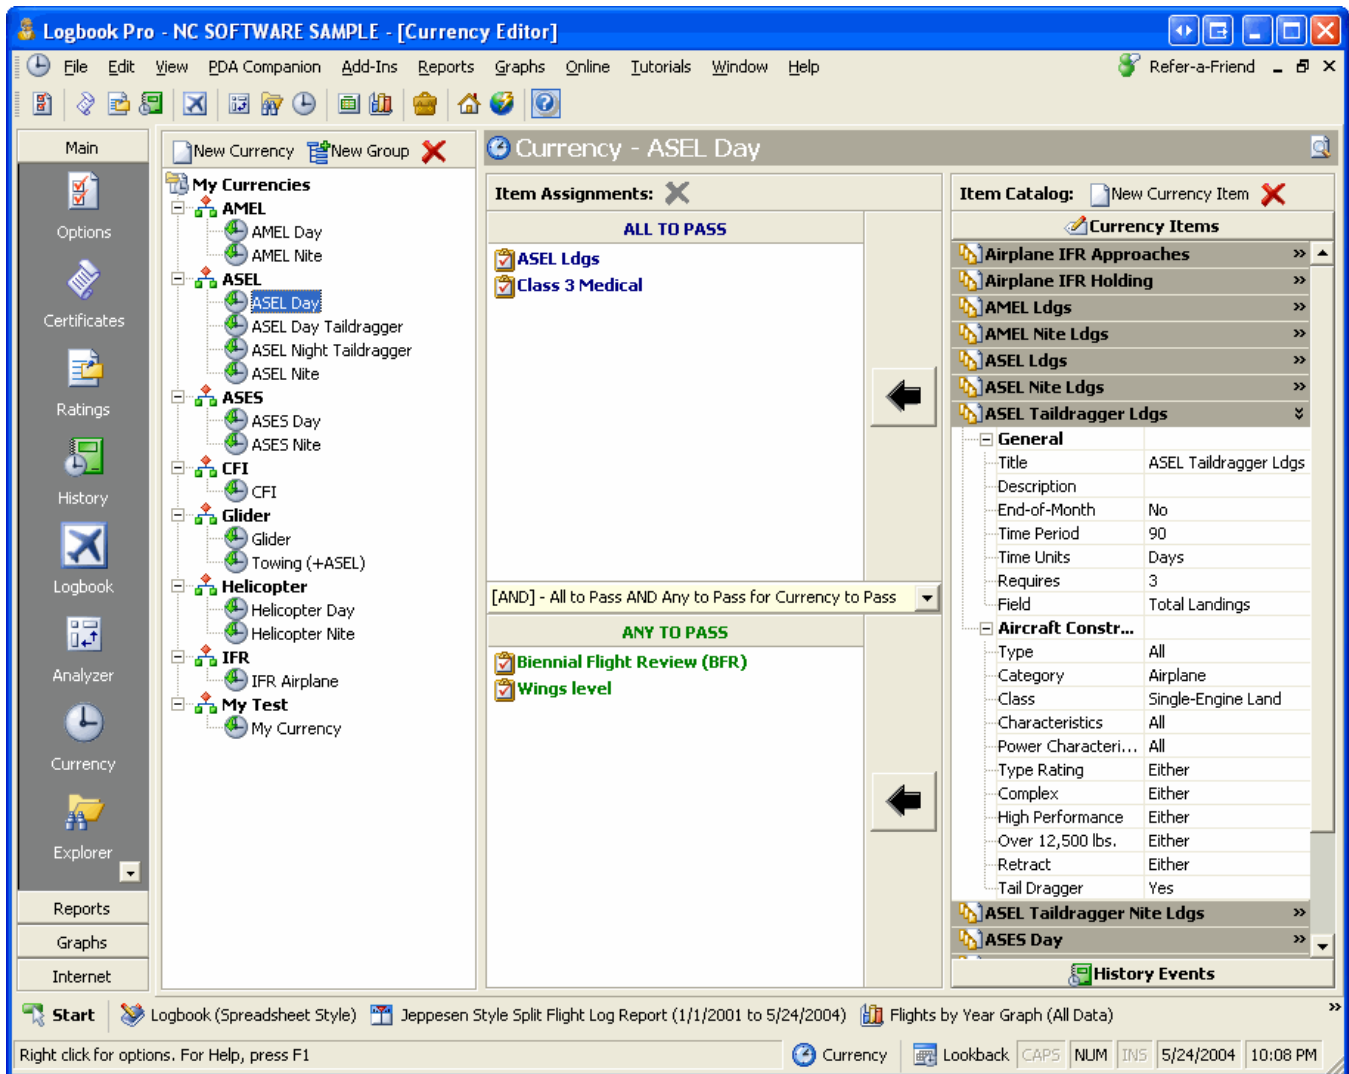 Logbook Pro - NC SOFTWARE SAMPLE - [Currency Editor]
File Edit View PDA Companion Add-Ins Reports Graphs Online Tutorials Window Help Refer-a-Friend
Main
Options
Certificates
Ratings
History
Logbook
Analyzer
Currency
Explorer
Reports
Graphs
Internet
New Currency New Group
My Currencies
AMEL
AMEL Day
AMEL Nite
ASEL
ASEL Day
ASEL Day Taildragger
ASEL Night Taildragger
ASEL Nite
ASES
ASES Day
ASES Nite
CFI
CFI
Glider
Glider
Towing (+ASEL)
Helicopter
Helicopter Day
Helicopter Nite
IFR
IFR Airplane
My Test
My Currency
Currency - ASEL Day
Item Assignments:
ALL TO PASS
ASEL Ldgs
Class 3 Medical
[AND] - All to Pass AND Any to Pass for Currency to Pass
ANY TO PASS
Biennial Flight Review (BFR)
Wings level
Item Catalog: New Currency Item
Currency Items
Airplane IFR Approaches
Airplane IFR Holding
AMEL Ldgs
AMEL Nite Ldgs
ASEL Ldgs
ASEL Nite Ldgs
ASEL Taildragger Ldgs
General
Title ASEL Taildragger Ldgs
Description
End-of-Month No
Time Period 90
Time Units Days
Requires 3
Field Total Landings
Aircraft Constr...
Type All
Category Airplane
Class Single-Engine Land
Characteristics All
Power Characteri... All
Type Rating Either
Complex Either
High Performance Either
Over 12,500 lbs. Either
Retract Either
Tail Dragger Yes
ASEL Taildragger Nite Ldgs
ASES Day
History Events
Start Logbook (Spreadsheet Style) Jeppesen Style Split Flight Log Report (1/1/2001 to 5/24/2004) Flights by Year Graph (All Data)
Right click for options. For Help, press F1 Currency Lookback CAPS NUM INS 5/24/2004 10:08 PM